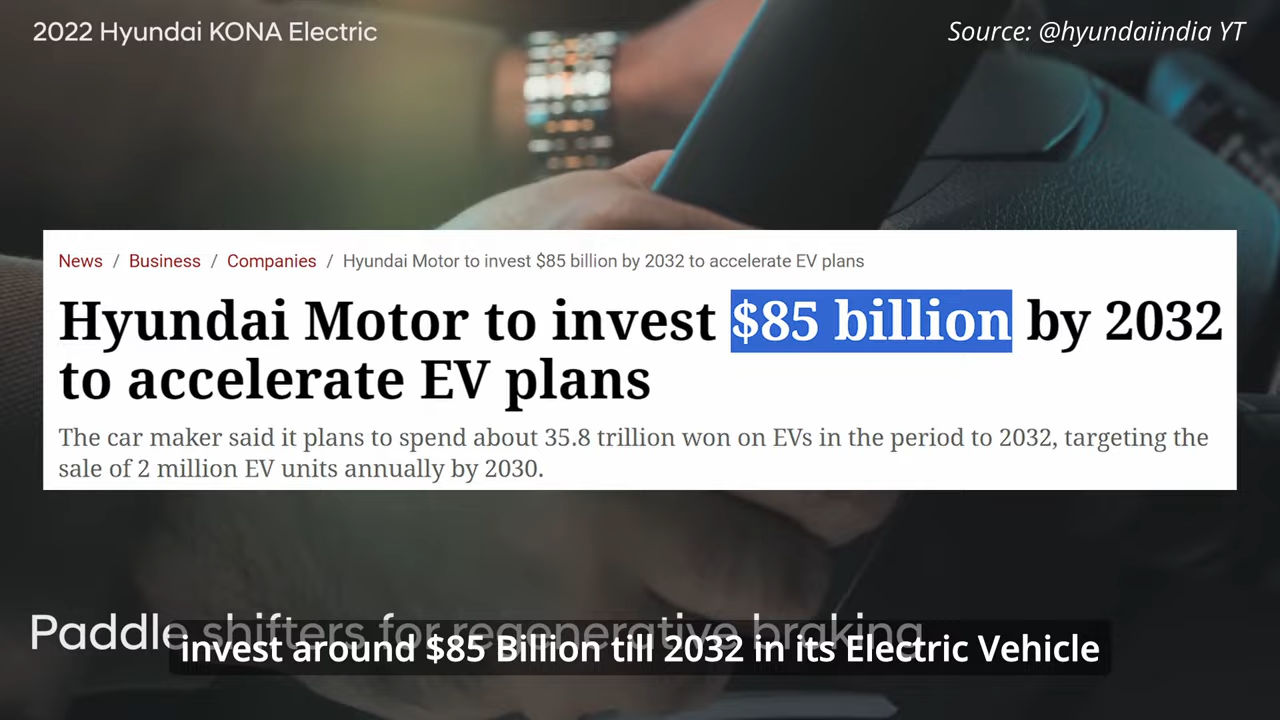 2022 Hyundai KONA Electric
Source: @hyundaiindia YT
News / Business / Companies / Hyundai Motor to invest $85 billion by 2032 to accelerate EV plans
Hyundai Motor to invest $85 billion by 2032
to accelerate EV plans
The car maker said it plans to spend about 35.8 trillion won on EVs in the period to 2032, targeting the
sale of 2 million EV units annually by 2030.
Paddle shifters for regenerative braking
invest around $85 Billion till 2032 in its Electric Vehicle